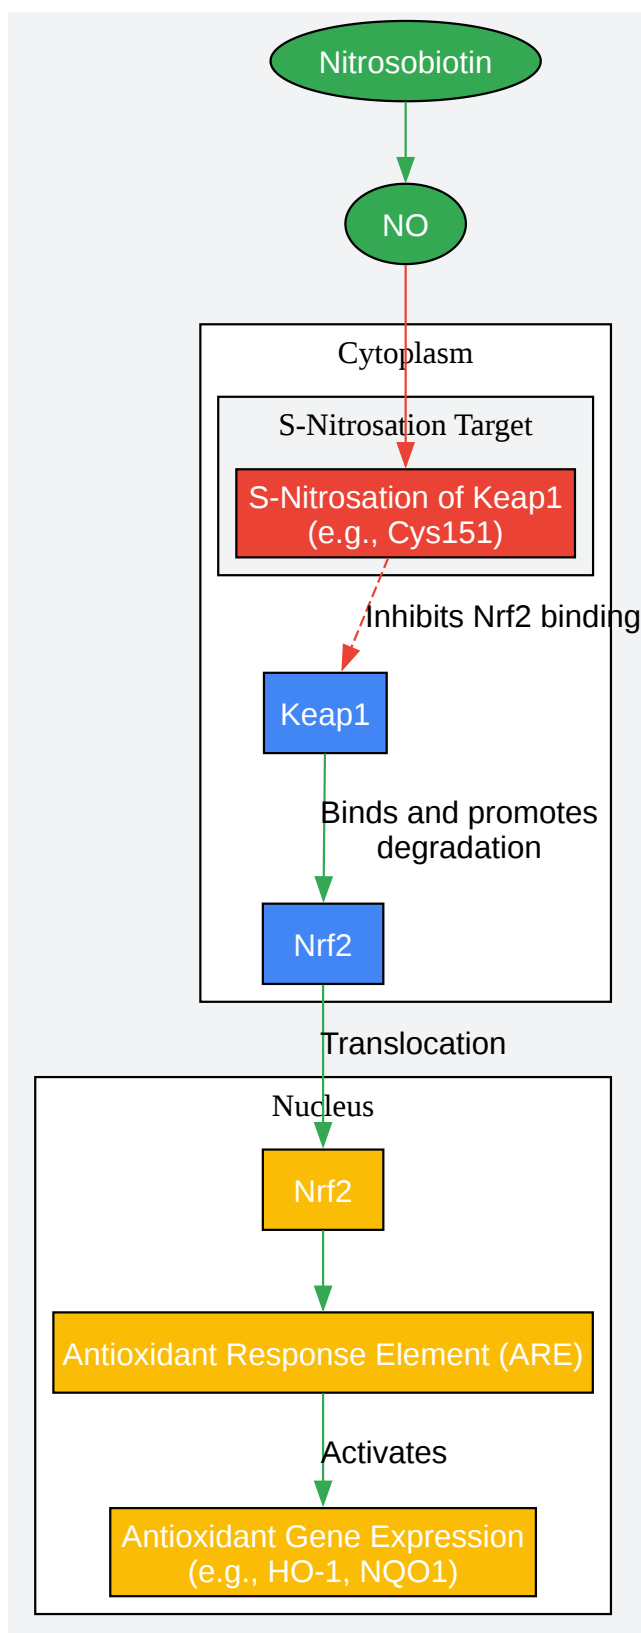 Nitrosobiotin
NO
Cytoplasm
S-Nitrosation Target
S-Nitrosation of Keap1
(e.g., Cys151)
Inhibits Nrf2 binding
Keap1
Binds and promotes
degradation
Nrf2
Translocation
Nucleus
Nrf2
Antioxidant Response Element (ARE)
Activates
Antioxidant Gene Expression
(e.g., HO-1, NQO1)